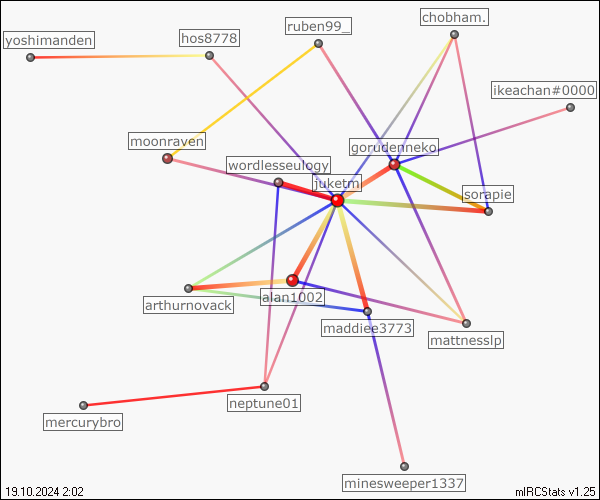 chobham.
ruben99_
hos8778
yoshimanden
ikeachan#0000
moonraven
gorudenneko
wordlesseulogy
juketm
sorapie
alan1002
arthurnovack
maddiee3773
mattnesslp
neptune01
mercurybro
minesweeper1337
19.10.2024 2:02
mIRCStats v1.25